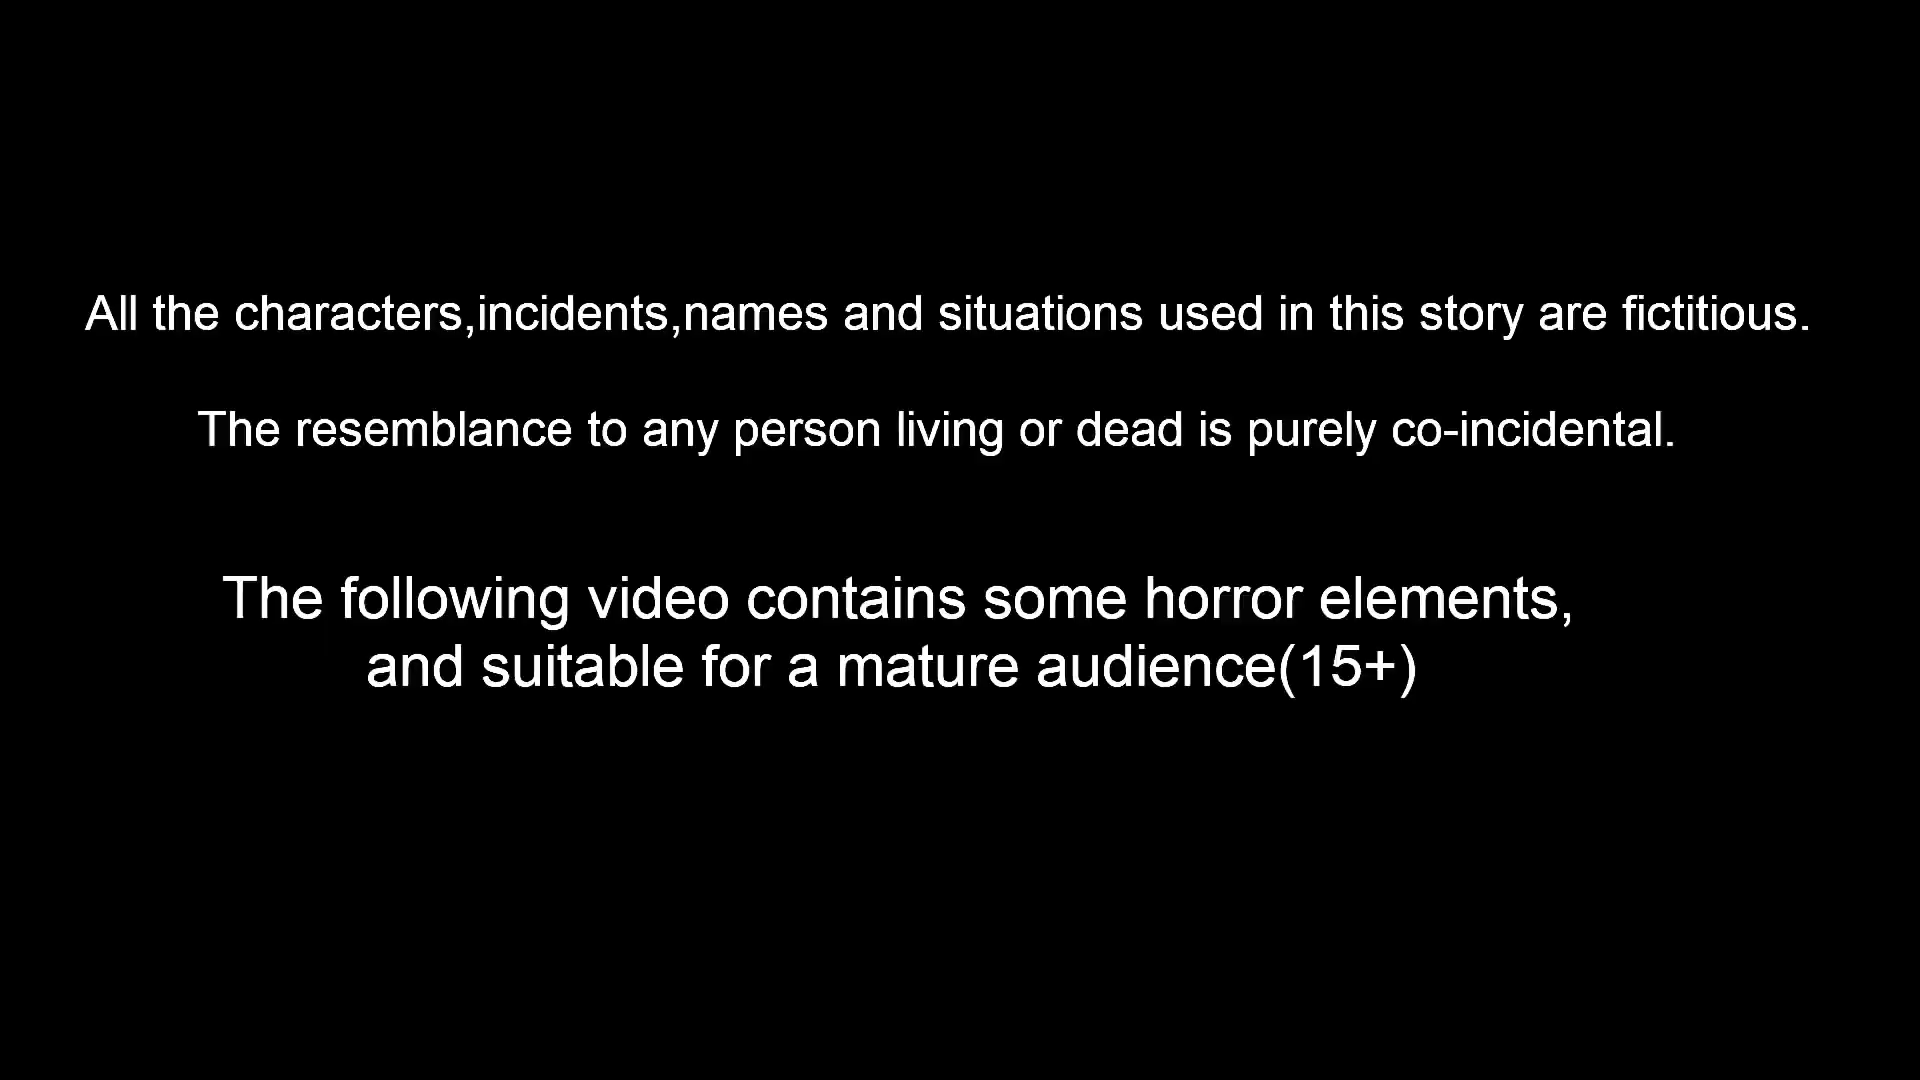 All the characters,incidents,names and situations used in this story are fictitious.
The resemblance to any person living or dead is purely co-incidental.
The following video contains some horror elements,
and suitable for a mature audience(15+)